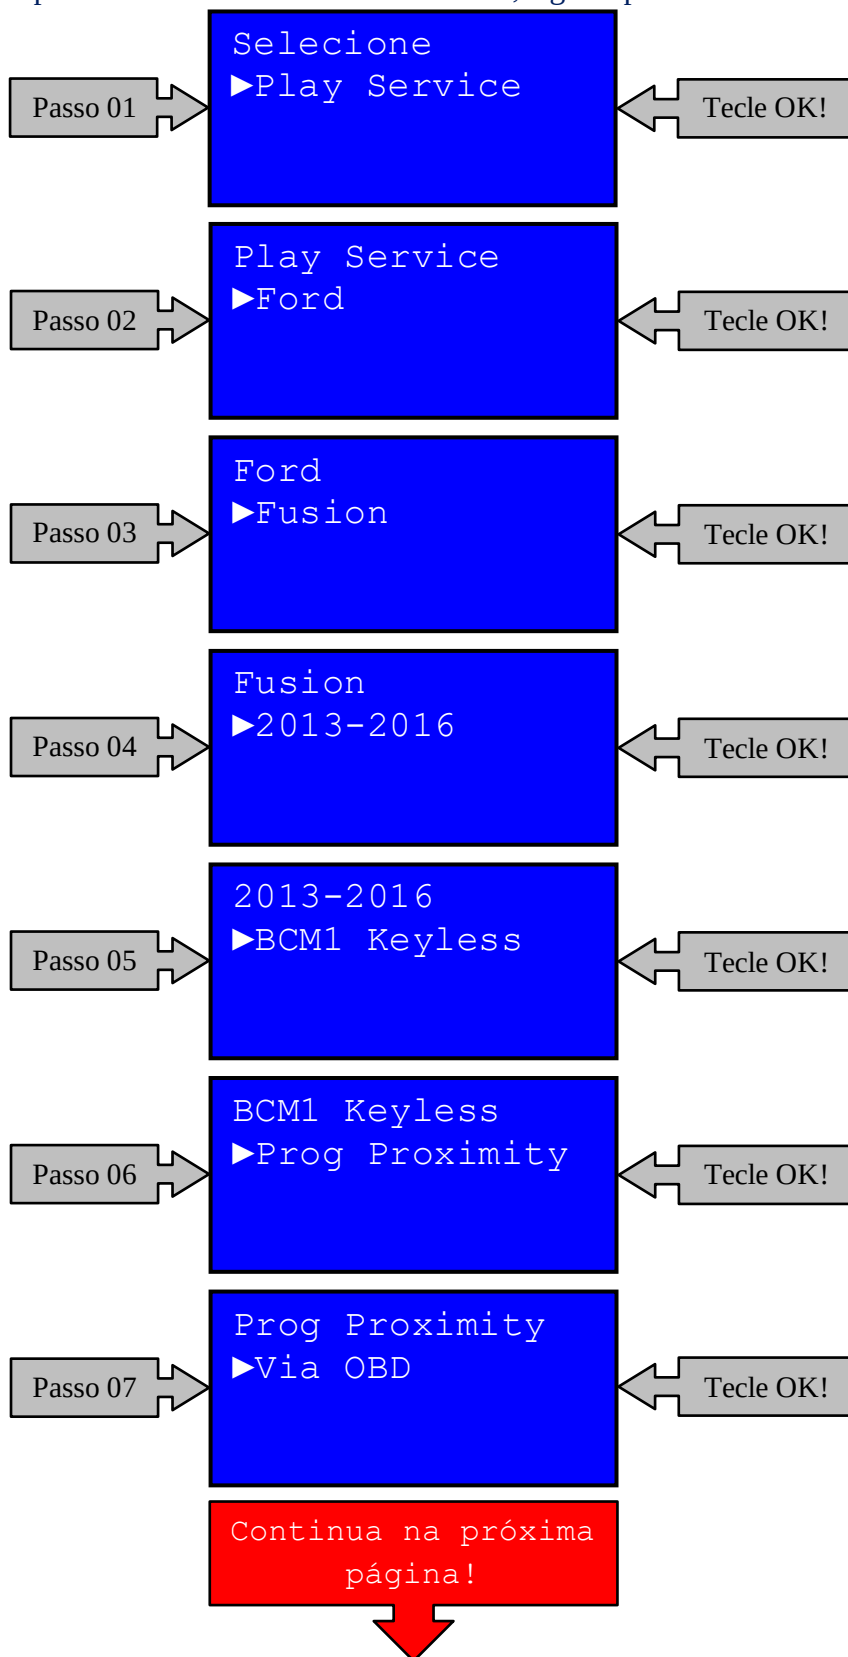 Selecione
►Play Service
Passo 01
Tecle OK!
Play Service
►Ford
Passo 02
Tecle OK!
Ford
►Fusion
Passo 03
Tecle OK!
Fusion
►2013-2016
Passo 04
Tecle OK!
2013-2016
►BCM1 Keyless
Passo 05
Tecle OK!
BCM1 Keyless
►Prog Proximity
Passo 06
Tecle OK!
Prog Proximity
►Via OBD
Passo 07
Tecle OK!
Continua na próxima
página!